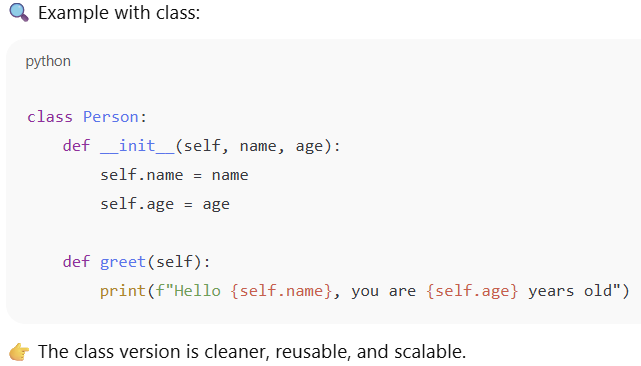 🔍 Example with class:
python
class Person:
    def __init__(self, name, age):
        self.name = name
        self.age = age
    def greet(self):
        print(f"Hello {self.name}, you are {self.age} years old")
👉 The class version is cleaner, reusable, and scalable.